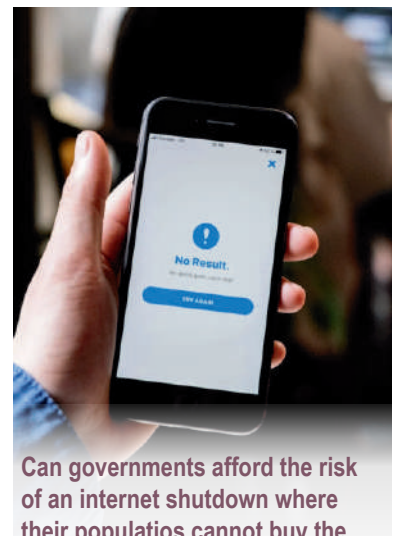 No Result.
TRY AGAIN
Can governments afford the risk
of an internet shutdown where
their populatios cannot buy the